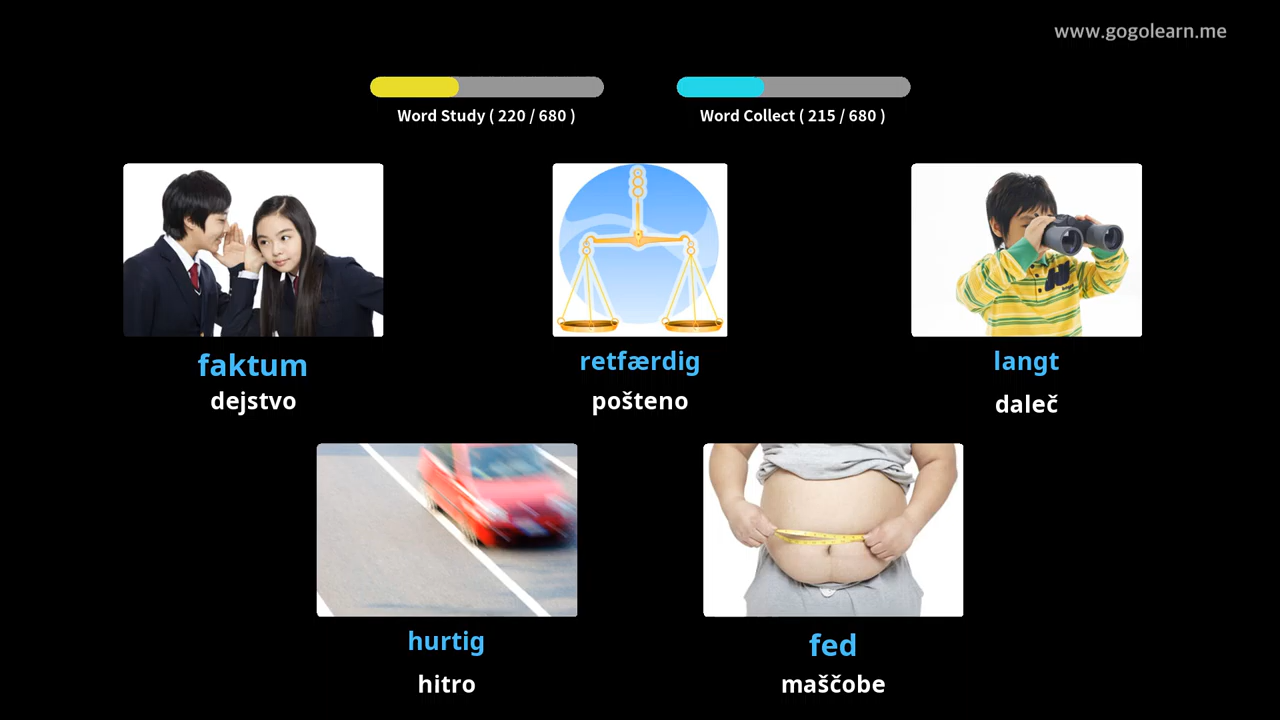 www.gogolearn.me
Word Study ( 220 / 680 )
Word Collect ( 215 / 680 )
faktum
dejstvo
retfærdig
pošteno
langt
daleč
hurtig
hitro
fed
maščobe